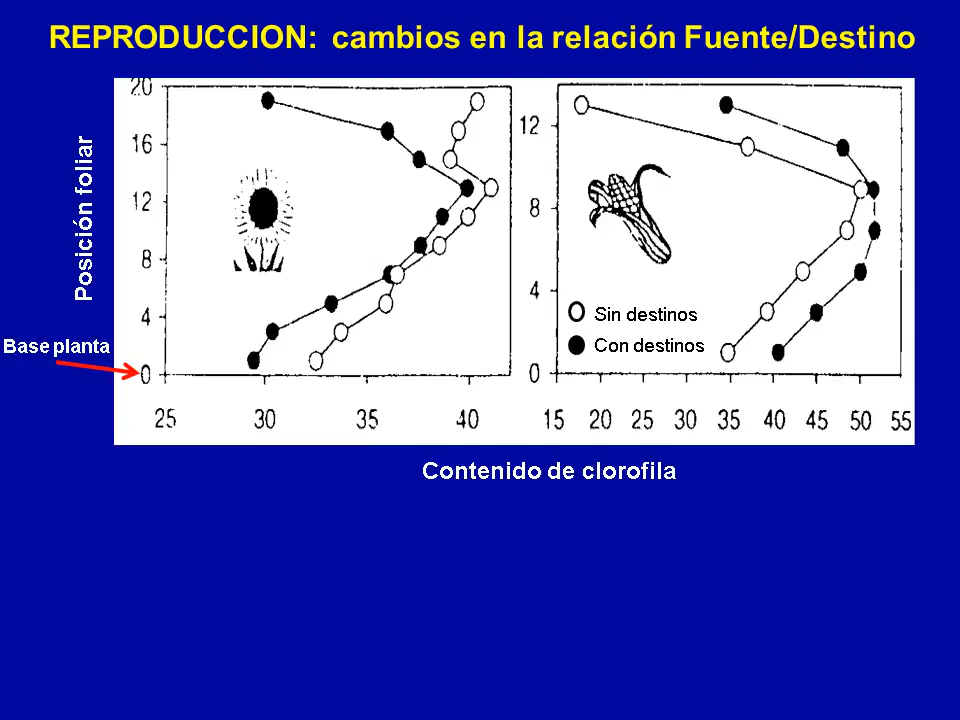 REPRODUCCION: cambios en la relación Fuente/Destino
Posición foliar
20
16
12
8
4
0
Base planta
25 30 35 40
12
8
4
0
Sin destinos
Con destinos
15 20 25 30 35 40 45 50 55
Contenido de clorofila